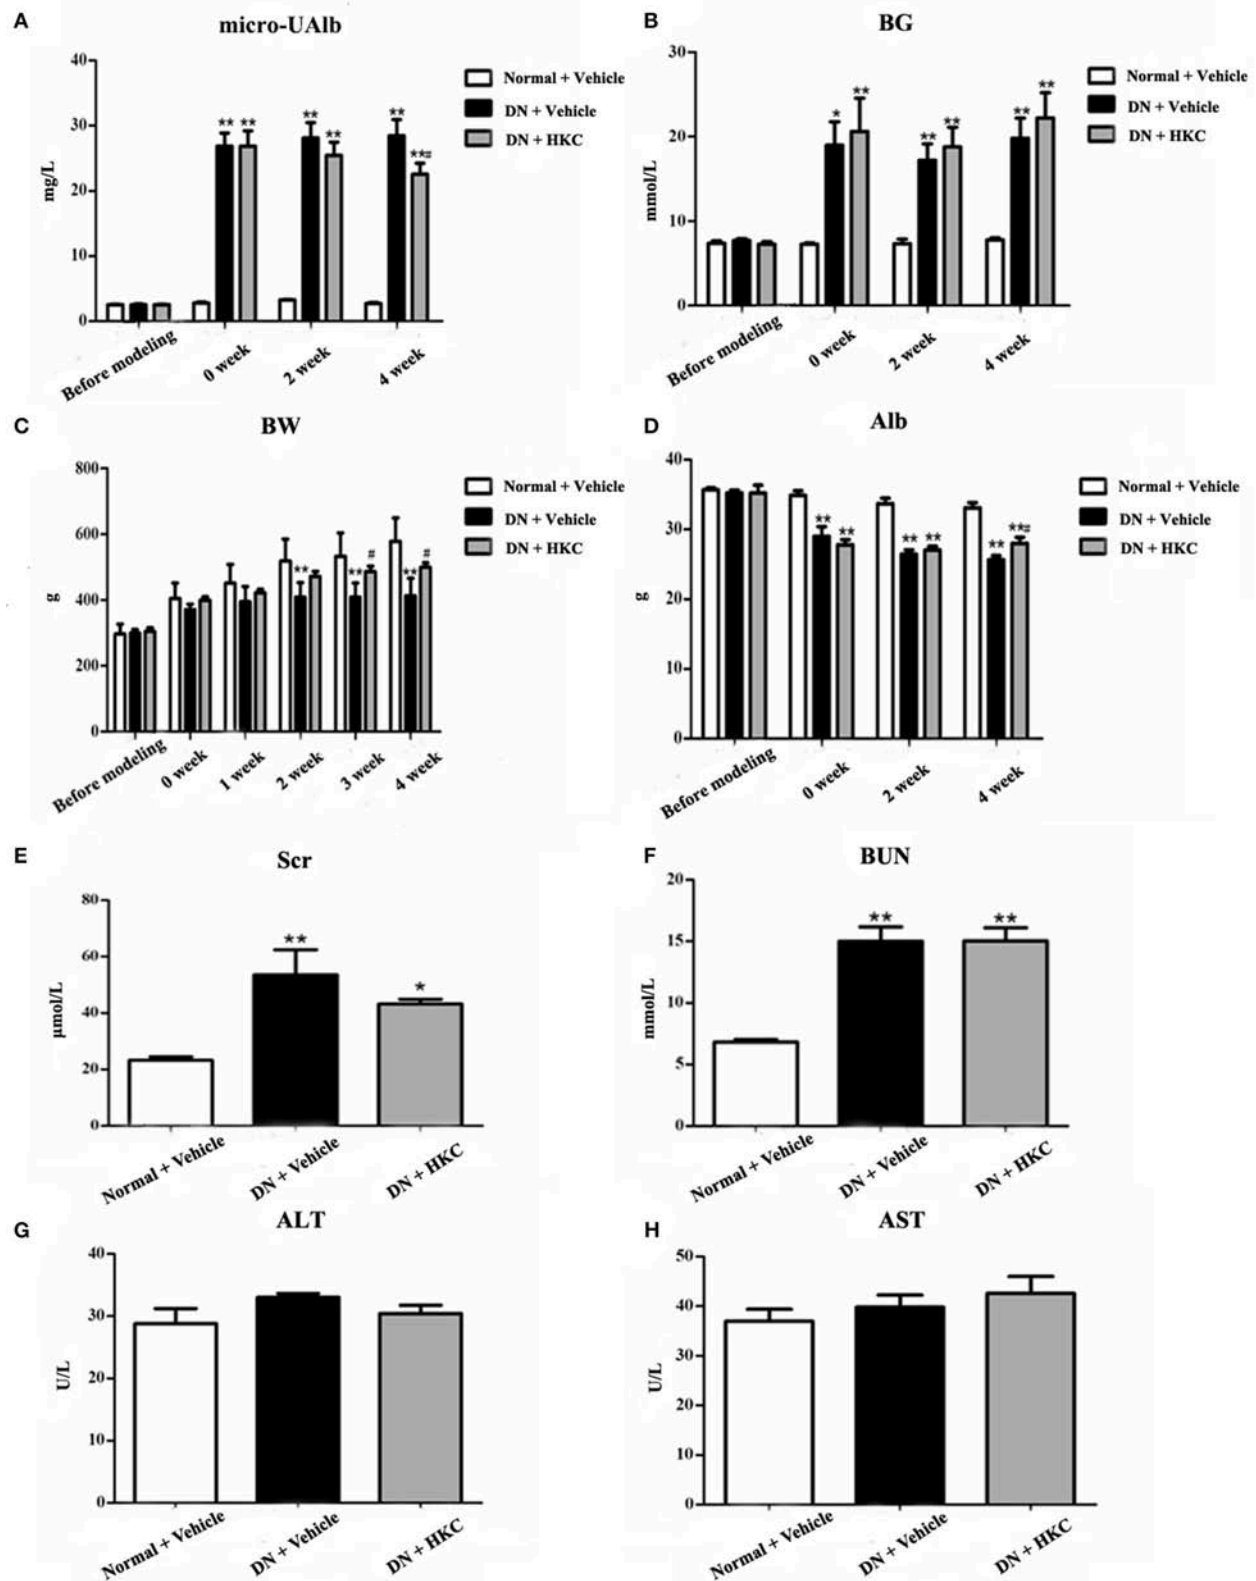 A
micro-UAlb
40
30
20
10
0
mg/L
** **
** **
** **#
Normal + Vehicle
DN + Vehicle
DN + HKC
Before modeling
0 week
2 week
4 week
B
BG
30
20
10
0
mmol/L
* **
** **
** **
Normal + Vehicle
DN + Vehicle
DN + HKC
Before modeling
0 week
2 week
4 week
C
BW
800
600
400
200
0
g
**
** #
** #
Normal + Vehicle
DN + Vehicle
DN + HKC
Before modeling
0 week
1 week
2 week
3 week
4 week
D
Alb
40
30
20
10
0
g
** **
** **
** **#
Normal + Vehicle
DN + Vehicle
DN + HKC
Before modeling
0 week
2 week
4 week
E
Scr
80
60
40
20
0
µmol/L
**
*
Normal + Vehicle
DN + Vehicle
DN + HKC
F
BUN
20
15
10
5
0
mmol/L
**
**
Normal + Vehicle
DN + Vehicle
DN + HKC
G
ALT
40
30
20
10
0
U/L
Normal + Vehicle
DN + Vehicle
DN + HKC
H
AST
50
40
30
20
10
0
U/L
Normal + Vehicle
DN + Vehicle
DN + HKC